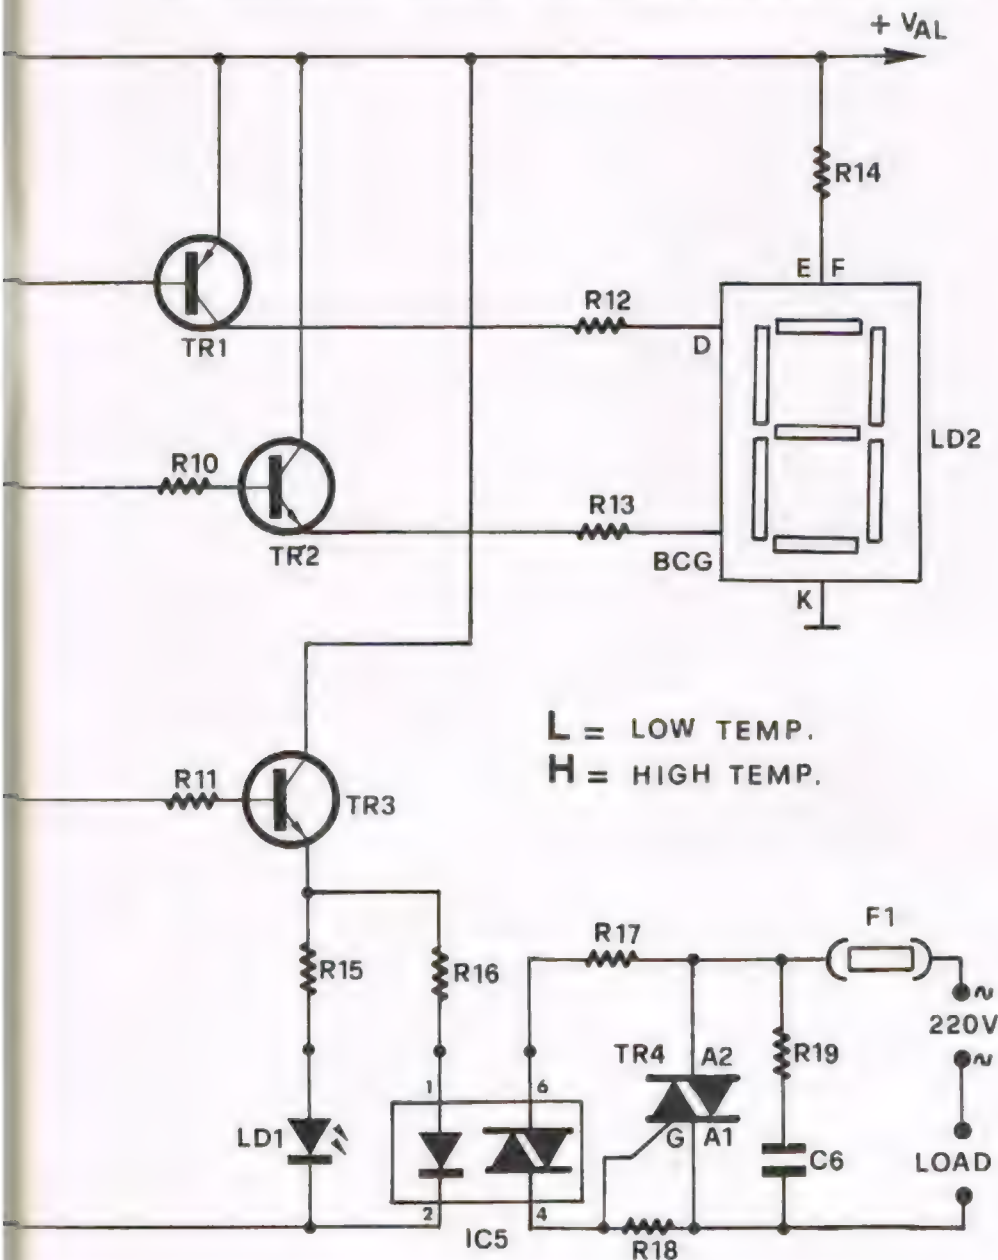 + VAL
R14
E F
R12
TR1
D
LD2
R10
R13
TR2
BCG
K
L = LOW TEMP.
H = HIGH TEMP.
R11
TR3
F1
R17
R15
R16
~
220V
TR4 A2
R19
~
1
6
LD1
G A1
C6
LOAD
2
4
IC5
R18